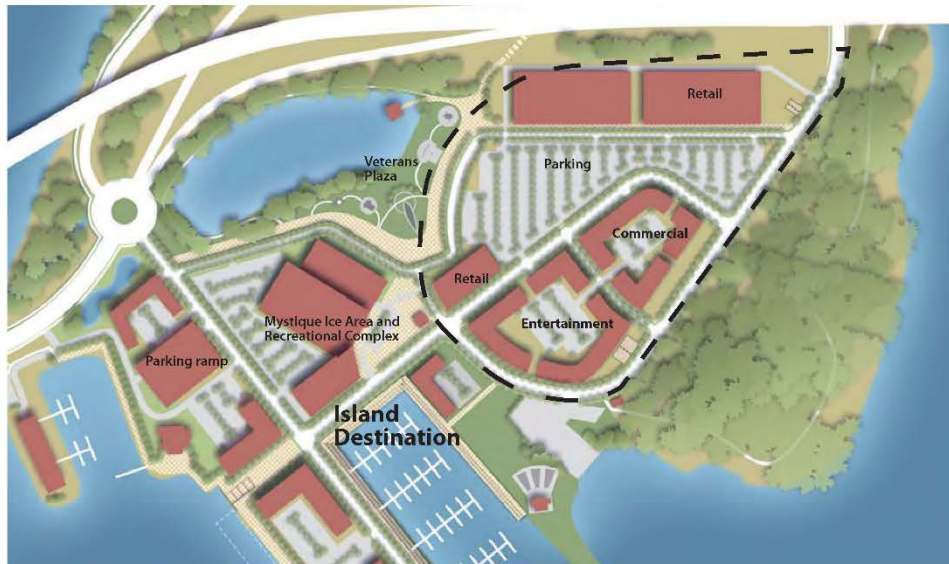 Retail
Veterans
Plaza
Parking
Commercial
Retail
Mystique Ice Area and
Recreational Complex
Entertainment
Parking ramp
Island
Destination